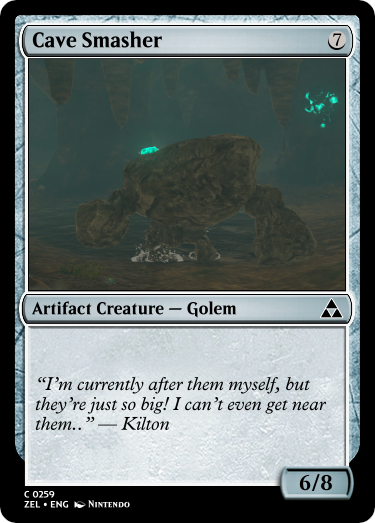 Cave Smasher 7
Artifact Creature — Golem
“I’m currently after them myself, but
they’re just so big! I can’t even get near
them..” — Kilton
6/8
C 0259
ZEL • ENG Nintendo